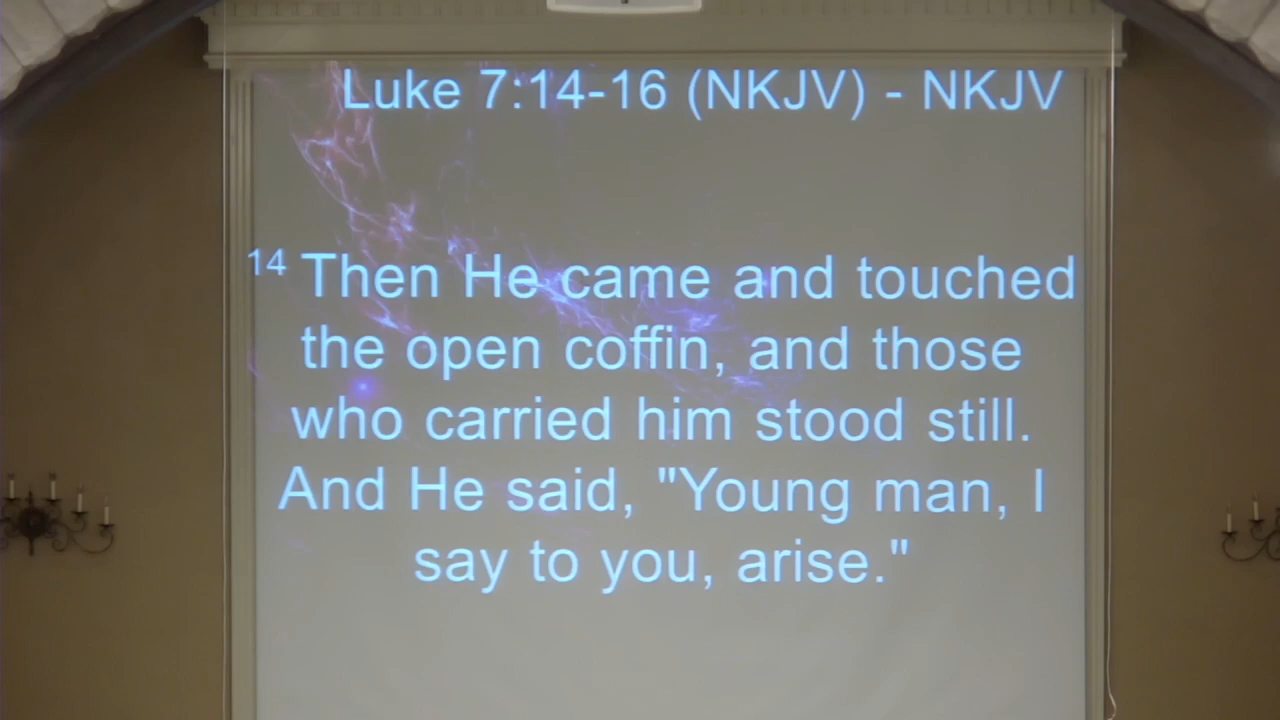 Luke 7:14-16 (NKJV) - NKJV
14 Then He came and touched
the open coffin, and those
who carried him stood still.
And He said, "Young man, I
say to you, arise."